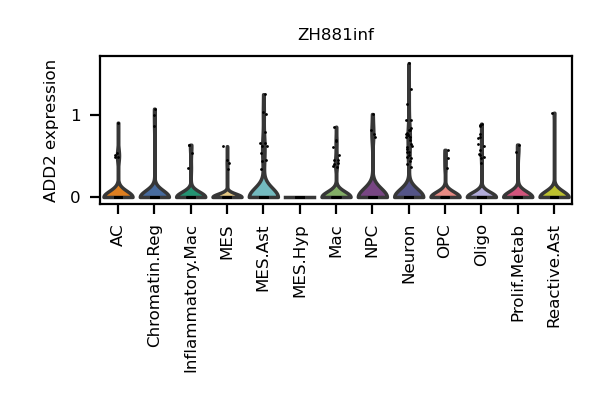 ZH881inf
ADD2 expression
1
0
AC
Chromatin.Reg
Inflammatory.Mac
MES
MES.Ast
MES.Hyp
Mac
NPC
Neuron
OPC
Oligo
Prolif.Metab
Reactive.Ast